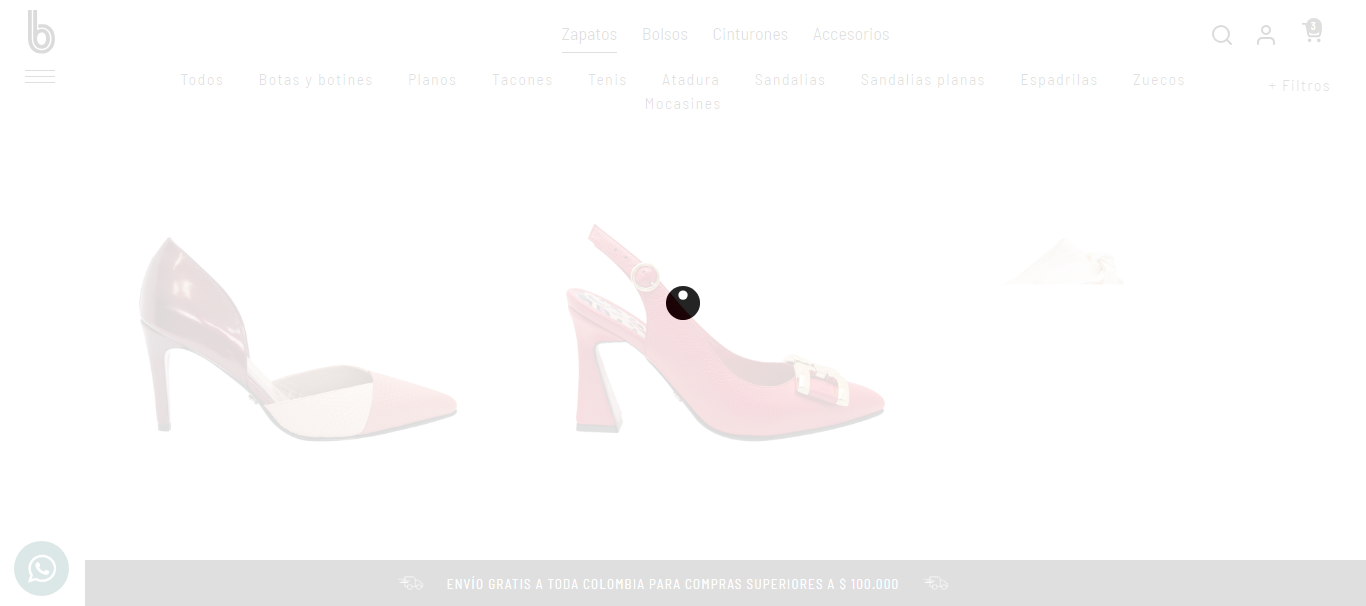 b
Zapatos Bolsos Cinturones Accesorios
3
Todos Botas y botines Planos Tacones Tenis Atadura Sandalias Sandalias planas Espadrilas Zuecos
Mocasines
+ Filtros
ENVÍO GRATIS A TODA COLOMBIA PARA COMPRAS SUPERIORES A $ 100.000